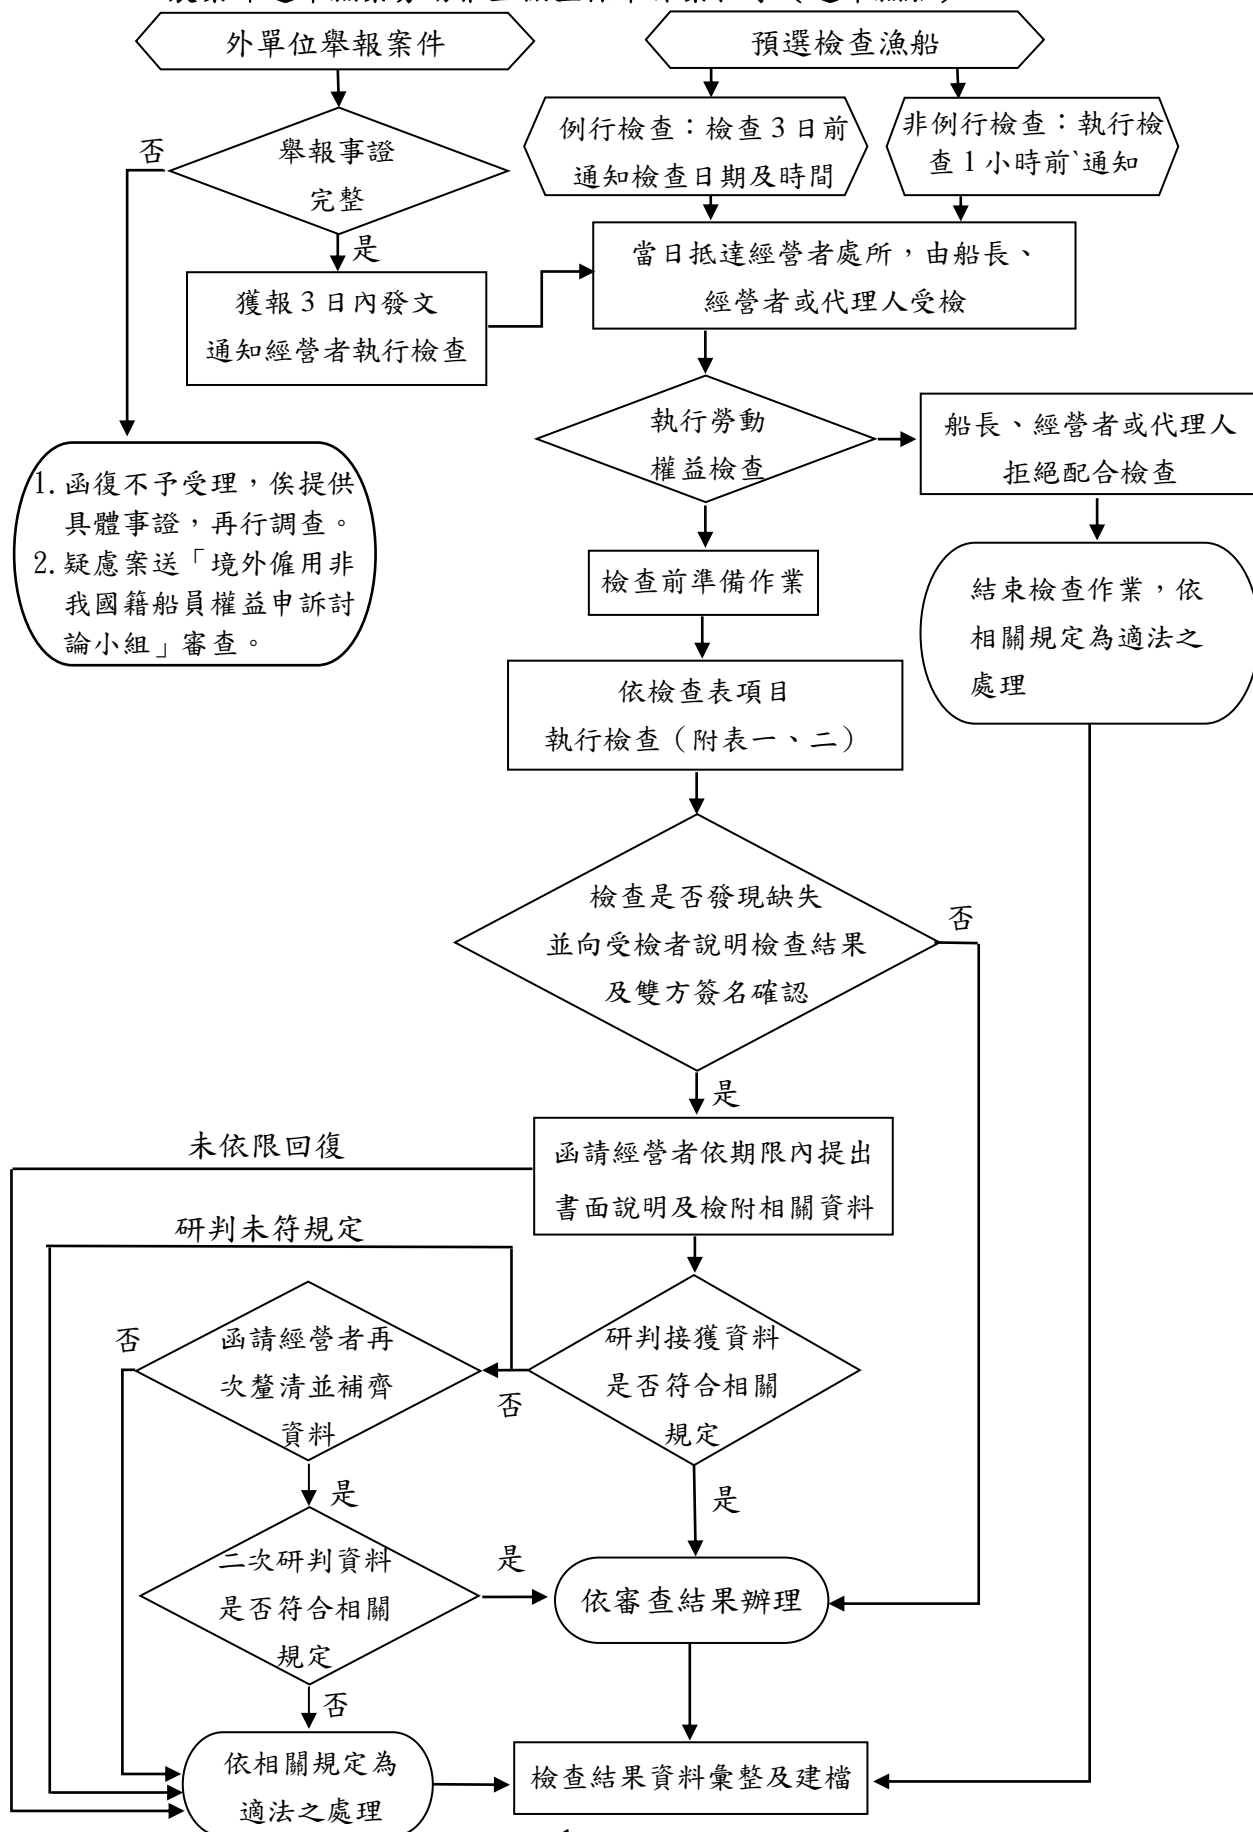 外單位舉報案件
預選檢查漁船
例行檢查：檢查3日前
通知檢查日期及時間
非例行檢查：執行檢
查1小時前`通知
否
舉報事證
完整
是
當日抵達經營者處所，由船長、
經營者或代理人受檢
獲報3日內發文
通知經營者執行檢查
執行勞動
權益檢查
船長、經營者或代理人
拒絕配合檢查
1.函復不予受理，俟提供
具體事證，再行調查。
2.疑慮案送「境外僱用非
我國籍船員權益申訴討
論小組」審查。
檢查前準備作業
結束檢查作業，依
相關規定為適法之
處理
依檢查表項目
執行檢查（附表一、二）
檢查是否發現缺失
並向受檢者說明檢查結果
及雙方簽名確認
否
是
未依限回復
函請經營者依期限內提出
書面說明及檢附相關資料
研判未符規定
否
函請經營者再
次釐清並補齊
資料
研判接獲資料
是否符合相關
規定
否
是
是
二次研判資料
是否符合相關
規定
是
依審查結果辦理
否
依相關規定為
適法之處理
檢查結果資料彙整及建檔